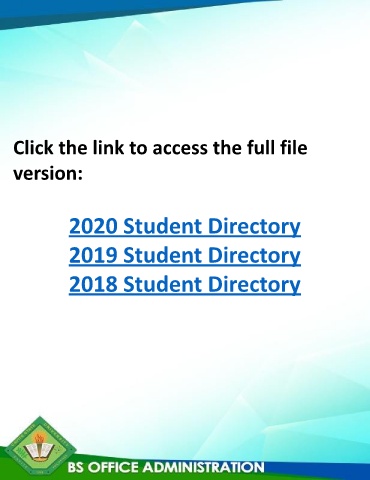 Click the link to access the full file
version:
2020 Student Directory
2019 Student Directory
2018 Student Directory
BS OFFICE ADMINISTRATION